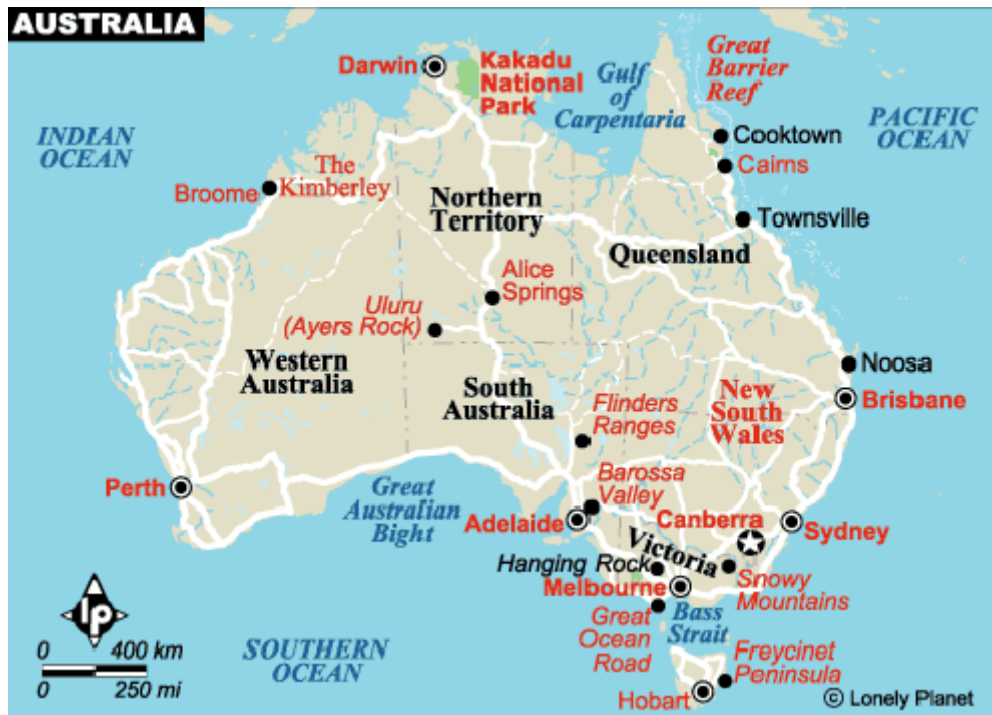 AUSTRALIA
Darwin
Kakadu
National
Park
Gulf
of
Carpentaria
Great
Barrier
Reef
PACIFIC
OCEAN
INDIAN
OCEAN
Cooktown
Cairns
The
Kimberley
Broome
Northern
Territory
Townsville
Queensland
Alice
Springs
Uluru
(Ayers Rock)
Western
Australia
South
Australia
Noosa
New
South
Wales
Brisbane
Flinders
Ranges
Barossa
Valley
Perth
Great
Australian
Bight
Adelaide
Canberra
Sydney
Victoria
Hanging Rock
Melbourne
Snowy
Mountains
Great
Ocean
Road
Bass
Strait
lp
0 400 km
0 250 mi
SOUTHERN
OCEAN
Freycinet
Peninsula
Hobart
© Lonely Planet